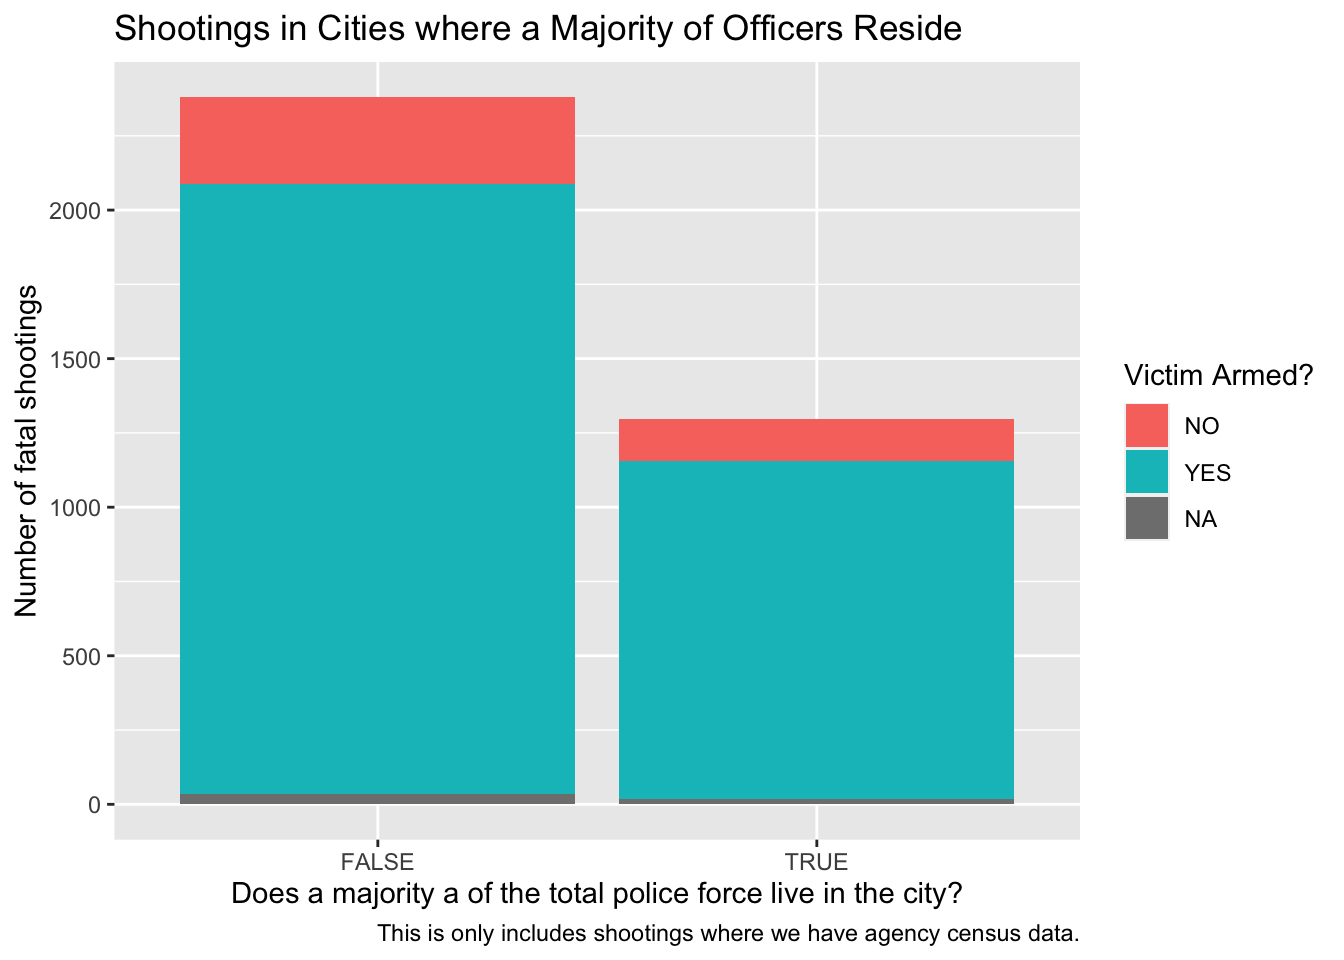 Shootings in Cities where a Majority of Officers Reside
Number of fatal shootings
2000
1500
1000
500
0
FALSE
TRUE
Does a majority a of the total police force live in the city?
This is only includes shootings where we have agency census data.
Victim Armed?
NO
YES
NA